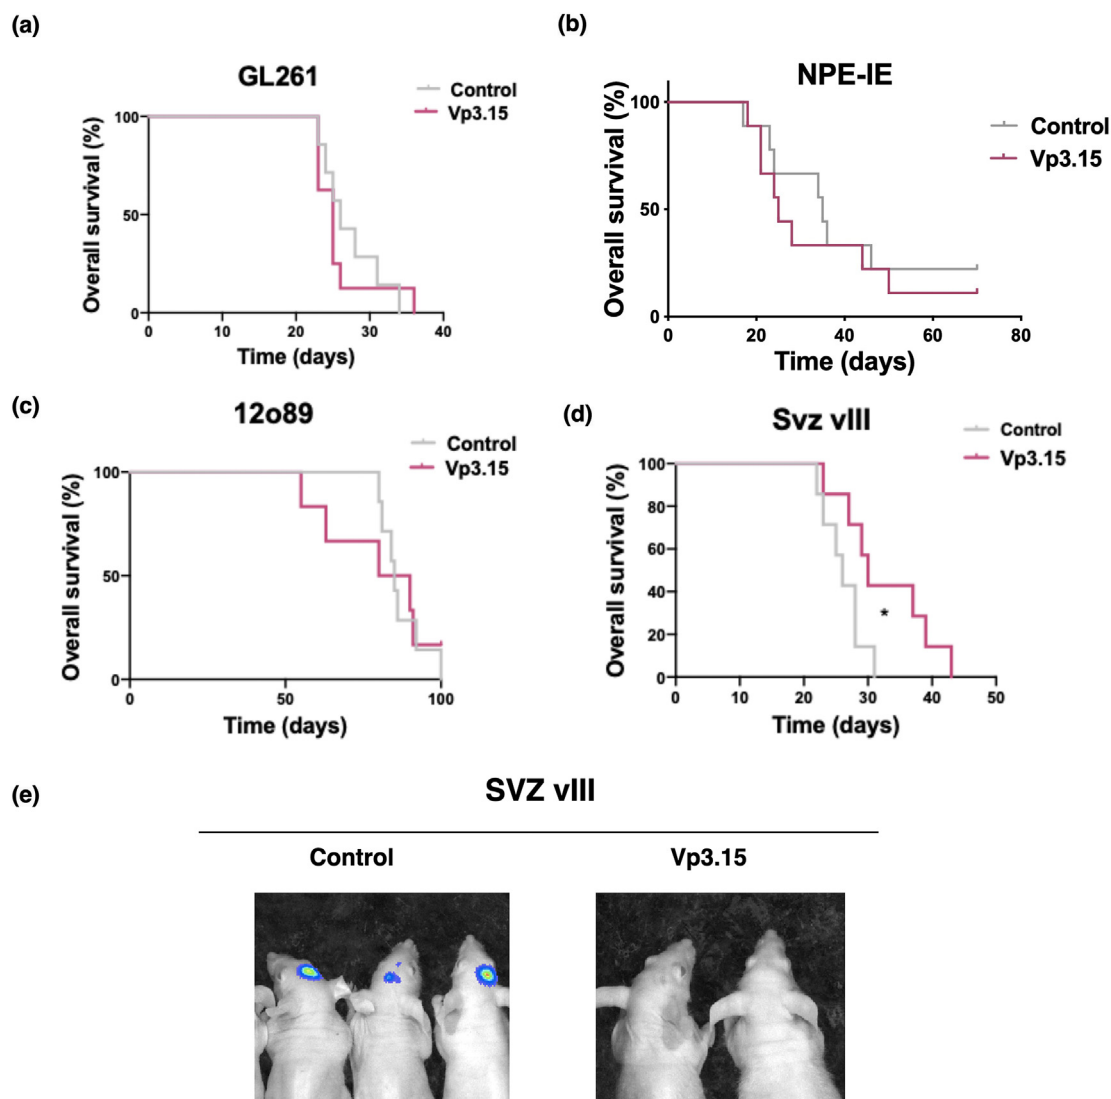 (a)
GL261
Control
Vp3.15
Overall survival (%)
100
50
0
0 10 20 30 40
Time (days)
(b)
NPE-IE
Control
Vp3.15
Overall survival (%)
100
50
0
0 20 40 60 80
Time (days)
(c)
12o89
Control
Vp3.15
Overall survival (%)
100
50
0
0 50 100
Time (days)
(d)
Svz vIII
Control
Vp3.15
Overall survival (%)
100
80
60
40
20
0
*
0 10 20 30 40 50
Time (days)
(e)
SVZ vIII
Control Vp3.15